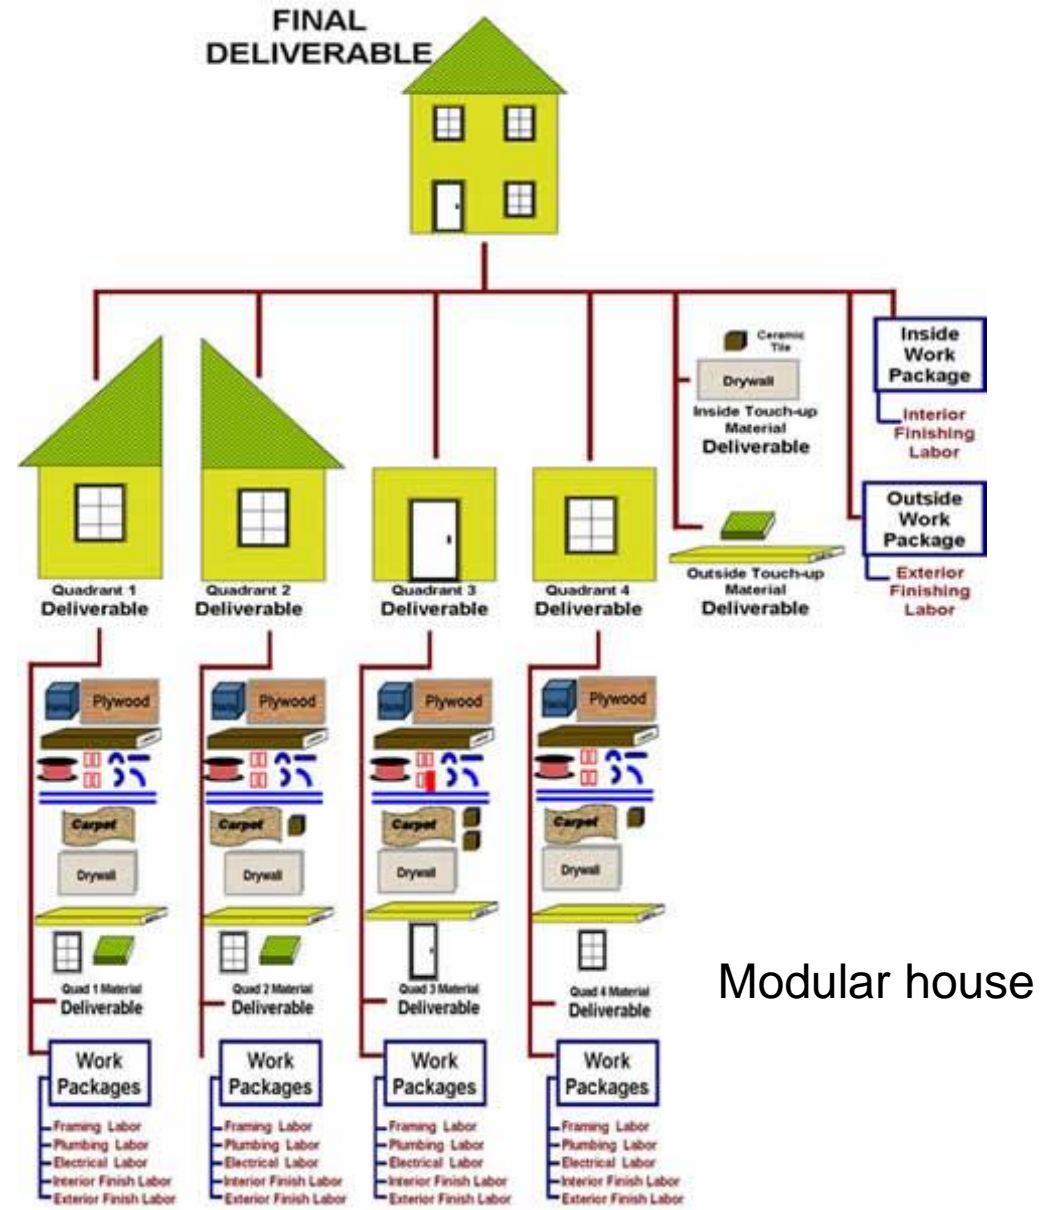 FINAL
DELIVERABLE
Ceramic
Tile
Drywall
Inside Touch-up
Material
Deliverable
Inside
Work
Package
Interior
Finishing
Labor
Outside
Work
Package
Exterior
Finishing
Labor
Outside Touch-up
Material
Deliverable
Quadrant 1
Deliverable
Quadrant 2
Deliverable
Quadrant 3
Deliverable
Quadrant 4
Deliverable
Plywood
Carpet
Drywall
Quad 1 Material
Deliverable
Work
Packages
Framing Labor
Plumbing Labor
Electrical Labor
Interior Finish Labor
Exterior Finish Labor
Plywood
Carpet
Drywall
Quad 2 Material
Deliverable
Work
Packages
Framing Labor
Plumbing Labor
Electrical Labor
Interior Finish Labor
Exterior Finish Labor
Plywood
Carpet
Drywall
Quad 3 Material
Deliverable
Work
Packages
Framing Labor
Plumbing Labor
Electrical Labor
Interior Finish Labor
Exterior Finish Labor
Plywood
Carpet
Drywall
Quad 4 Material
Deliverable
Work
Packages
Framing Labor
Plumbing Labor
Electrical Labor
Interior Finish Labor
Exterior Finish Labor
Modular house